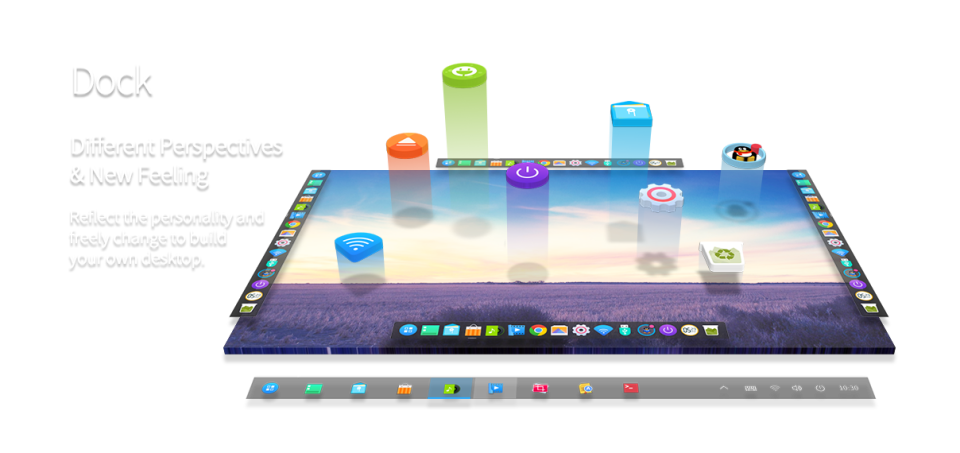 Dock
Different Perspectives
& New Feeling
Reflect the personality and
freely change to build
your own desktop.